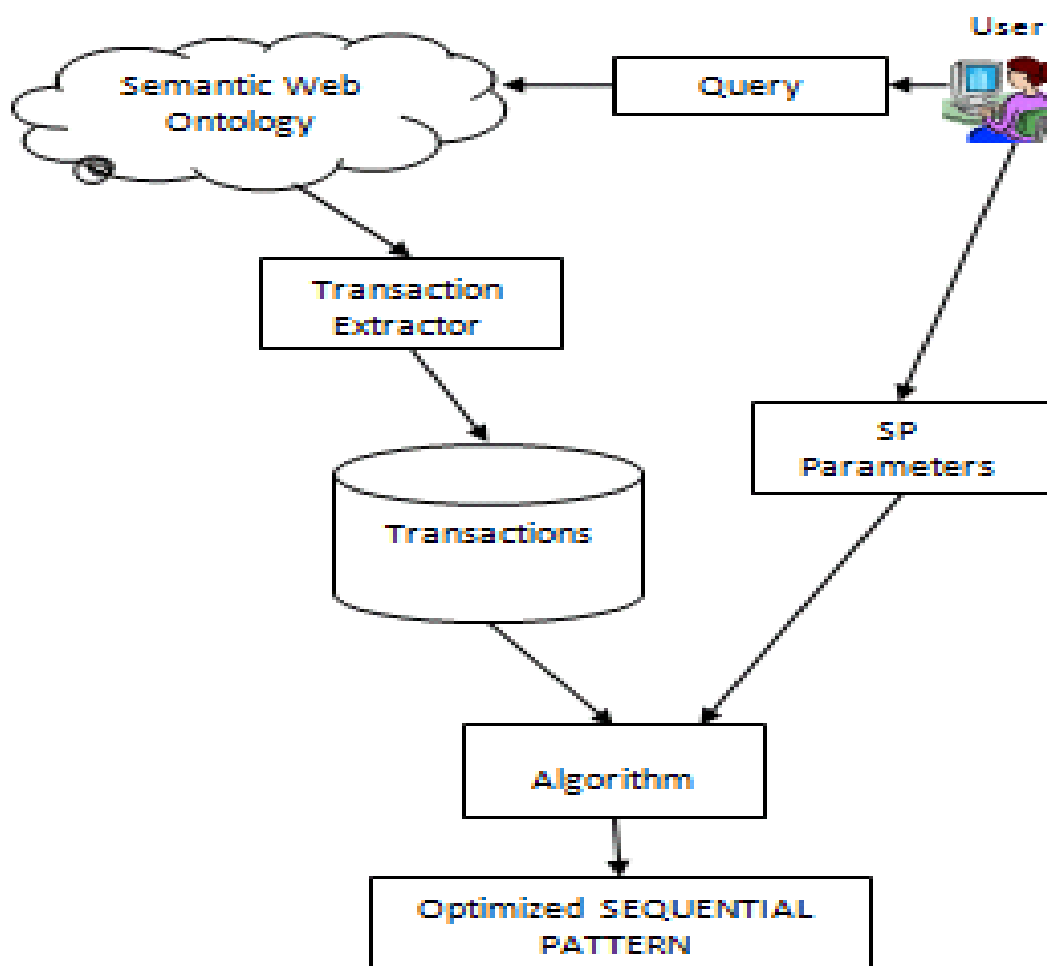 User
Semantic Web
Ontology
Query
Transaction
Extractor
SP
Parameters
Transactions
Algorithm
Optimized SEQUENTIAL
PATTERN